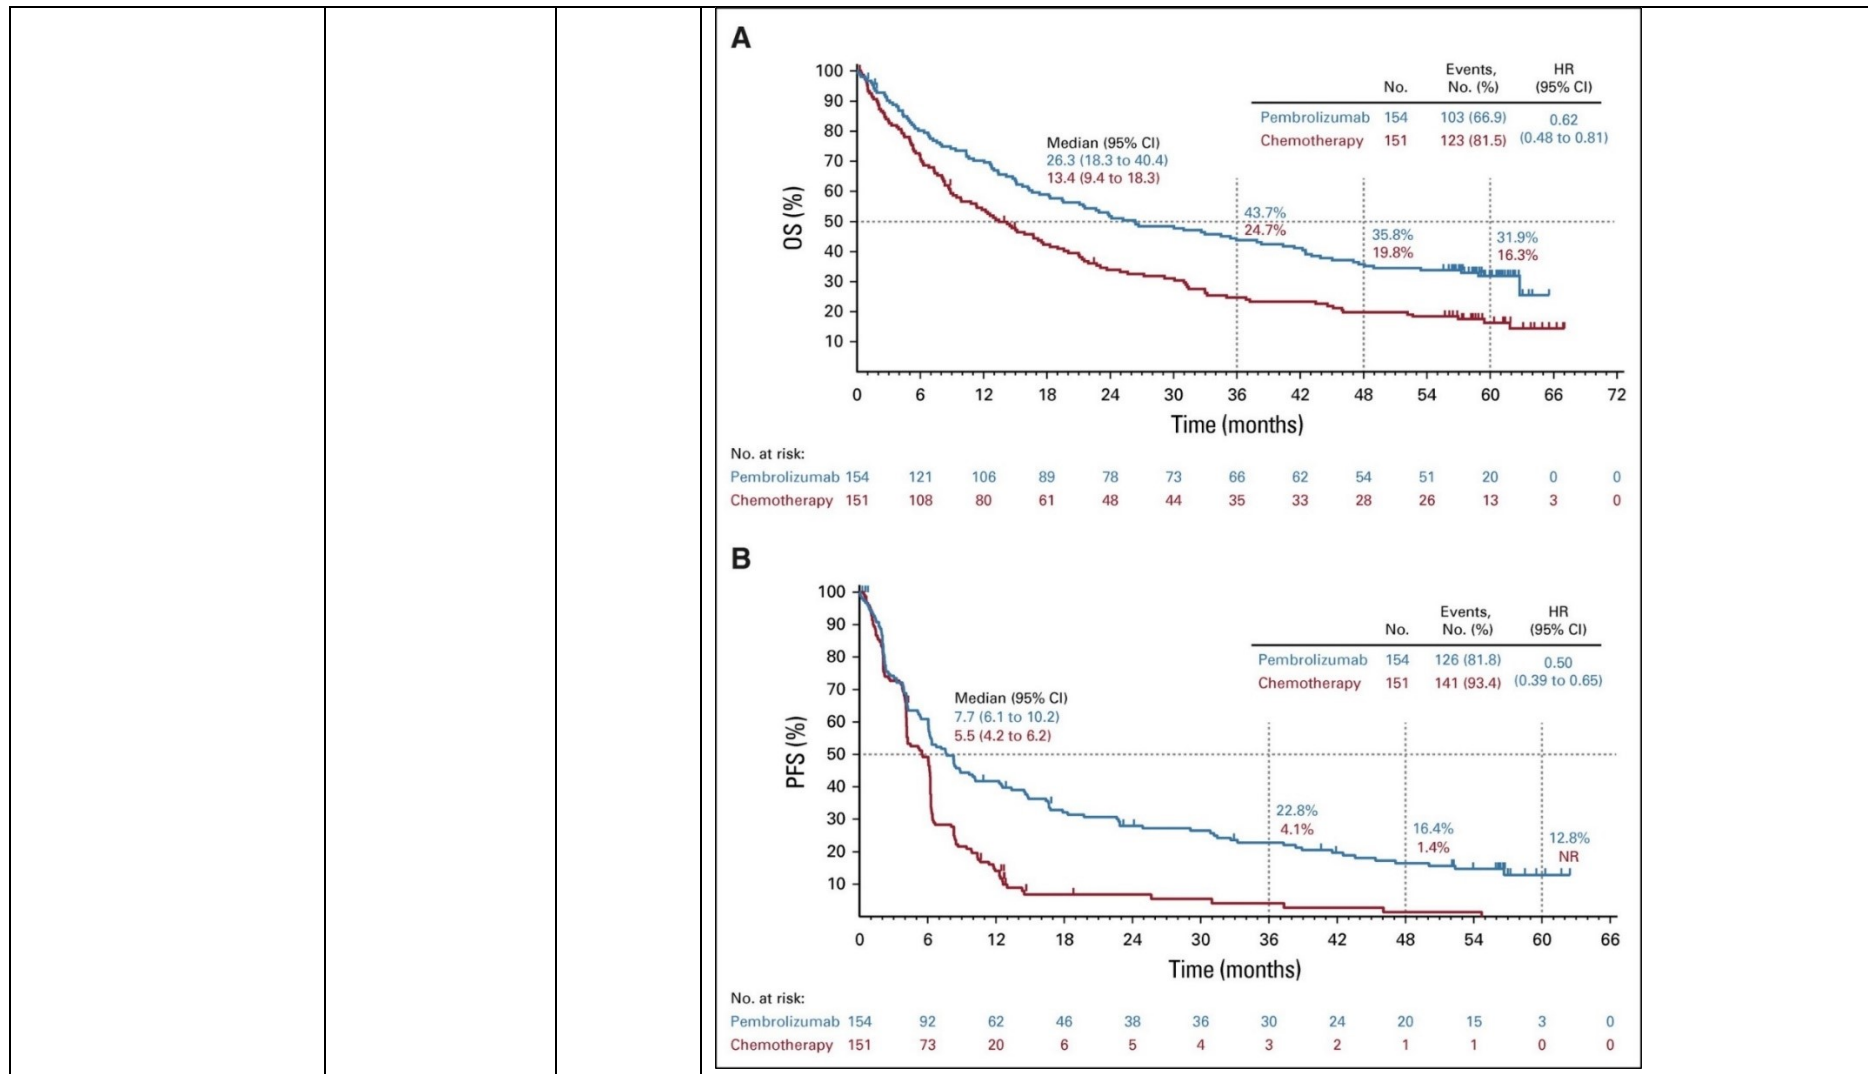 A
Events, HR
No. No. (%) (95% CI)
Pembrolizumab 154 103 (66.9) 0.62
Chemotherapy 151 123 (81.5) (0.48 to 0.81)
Median (95% CI)
26.3 (18.3 to 40.4)
13.4 (9.4 to 18.3)
43.7%
24.7%
35.8%
19.8%
31.9%
16.3%
OS (%)
100
90
80
70
60
50
40
30
20
10
0 6 12 18 24 30 36 42 48 54 60 66 72
Time (months)
No. at risk:
Pembrolizumab 154 121 106 89 78 73 66 62 54 51 20 0 0
Chemotherapy 151 108 80 61 48 44 35 33 28 26 13 3 0
B
Events, HR
No. No. (%) (95% CI)
Pembrolizumab 154 126 (81.8) 0.50
Chemotherapy 151 141 (93.4) (0.39 to 0.65)
Median (95% CI)
7.7 (6.1 to 10.2)
5.5 (4.2 to 6.2)
22.8%
4.1%
16.4%
1.4%
12.8%
NR
PFS (%)
100
90
80
70
60
50
40
30
20
10
0 6 12 18 24 30 36 42 48 54 60 66
Time (months)
No. at risk:
Pembrolizumab 154 92 62 46 38 36 30 24 20 15 3 0
Chemotherapy 151 73 20 6 5 4 3 2 1 1 0 0